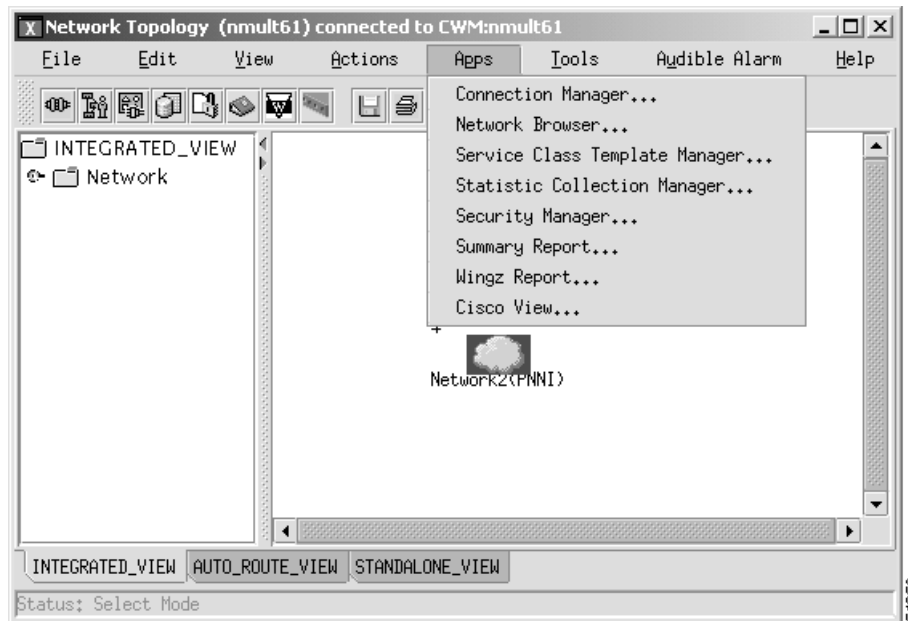 X Network Topology (nmult61) connected to CWM:nmult61
File Edit View Actions Apps Tools Audible Alarm Help
Connection Manager...
Network Browser...
Service Class Template Manager...
Statistic Collection Manager...
Security Manager...
Summary Report...
Wingz Report...
Cisco View...
INTEGRATED_VIEW
Network
+
Network2(PNNI)
INTEGRATED_VIEW AUTO_ROUTE_VIEW STANDALONE_VIEW
Status: Select Mode